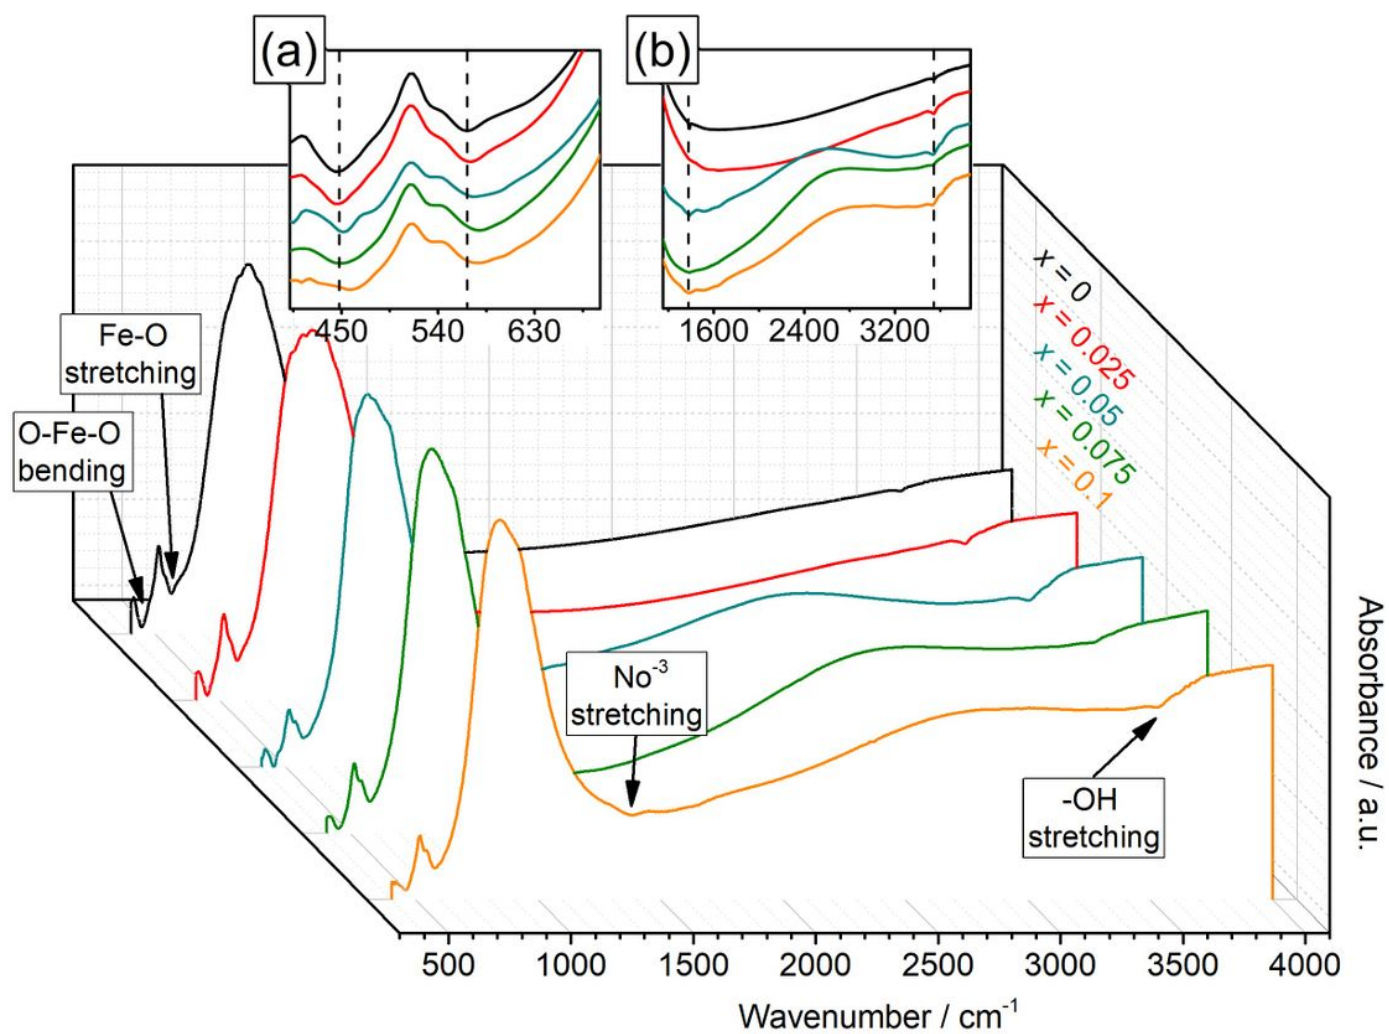 (a)
(b)
450 540 630
1600 2400 3200
x = 0
x = 0.025
x = 0.05
x = 0.075
x = 0.1
Fe-O
stretching
O-Fe-O
bending
No⁻³
stretching
-OH
stretching
Absorbance / a.u.
500 1000 1500 2000 2500 3000 3500 4000
Wavenumber / cm⁻¹